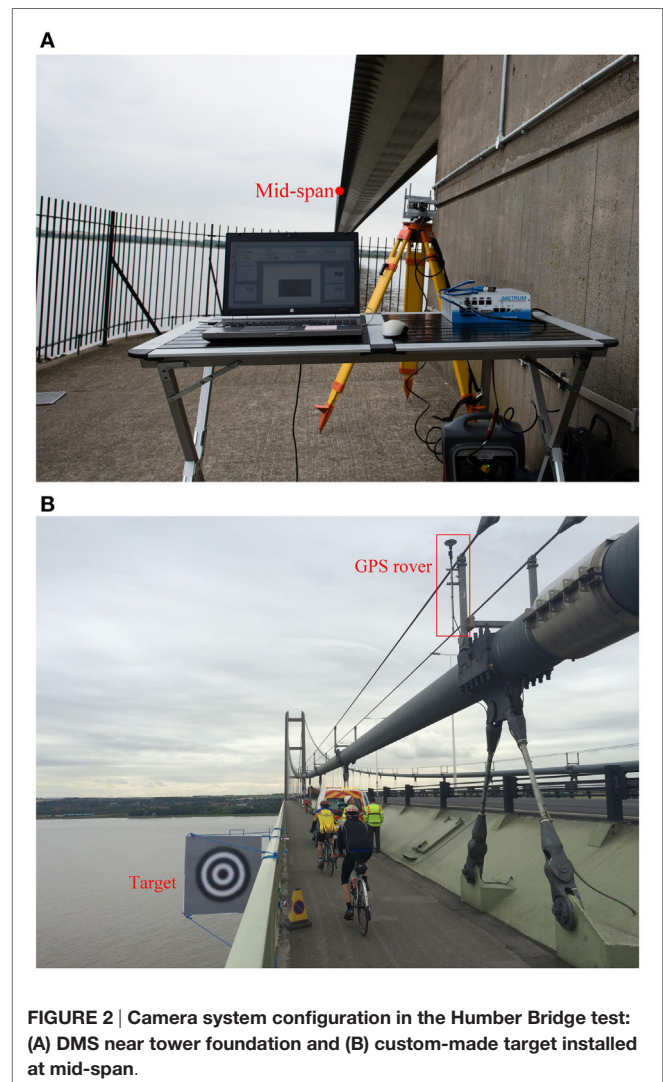 A
Mid-span
METRUM
B
GPS rover
Target
FIGURE 2 | Camera system configuration in the Humber Bridge test:
(A) DMS near tower foundation and (B) custom-made target installed
at mid-span.